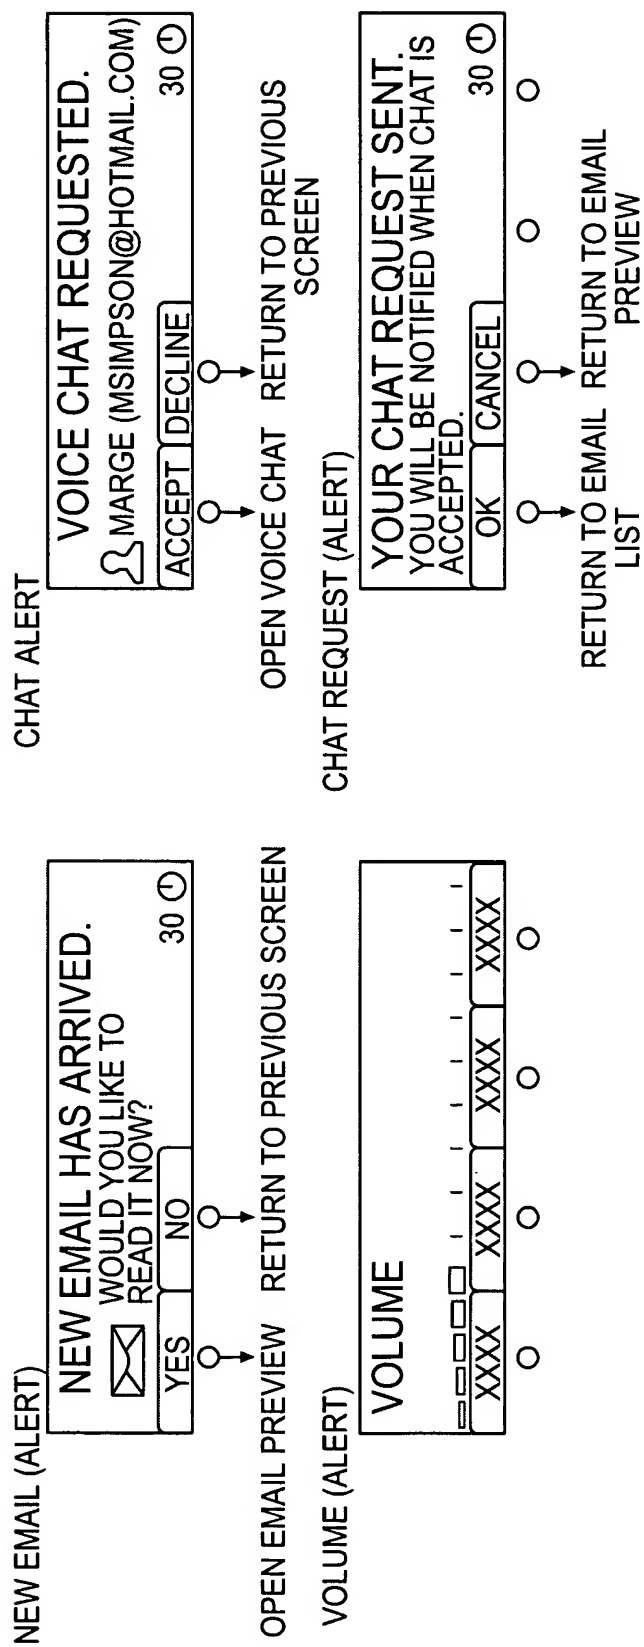 NEW EMAIL (ALERT)
NEW EMAIL HAS ARRIVED.
WOULD YOU LIKE TO
READ IT NOW?
30
YES
NO
OPEN EMAIL PREVIEW
RETURN TO PREVIOUS SCREEN
CHAT ALERT
VOICE CHAT REQUESTED.
MARGE (MSIMPSON@HOTMAIL.COM)
30
ACCEPT
DECLINE
OPEN VOICE CHAT
RETURN TO PREVIOUS
SCREEN
VOLUME (ALERT)
VOLUME
XXXX
XXXX
XXXX
XXXX
CHAT REQUEST (ALERT)
YOUR CHAT REQUEST SENT.
YOU WILL BE NOTIFIED WHEN CHAT IS
ACCEPTED.
30
OK
CANCEL
RETURN TO EMAIL
LIST
RETURN TO EMAIL
PREVIEW